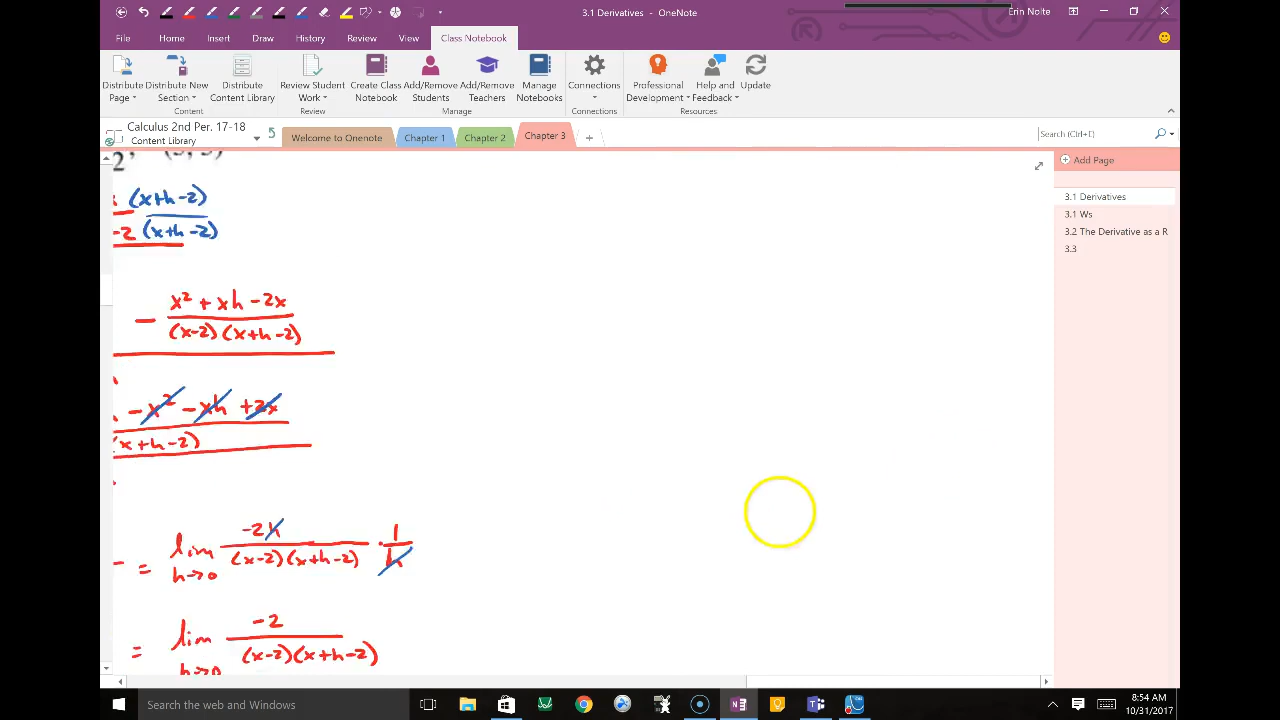 3.1 Derivatives - OneNote
Erin Nolte
File Home Insert Draw History Review View Class Notebook
Distribute Page Distribute New Section Distribute Content Library Review Student Work Create Class Notebook Add/Remove Students Add/Remove Teachers Manage Notebooks Connections Professional Development Help and Feedback Update
Content Review Manage Connections Resources
Calculus 2nd Per. 17-18
Content Library
Welcome to Onenote Chapter 1 Chapter 2 Chapter 3 +
Search (Ctrl+E)
Add Page
3.1 Derivatives
3.1 Ws
3.2 The Derivative as a R
3.3
(x+h-2)
-2 (x+h-2)
- x² + xh - 2x
(x-2)(x+h-2)
- x² - xh + 2x
(x+h-2)
= lim -2h / (x-2)(x+h-2) · 1/h
h→0
= lim -2 / (x-2)(x+h-2)
h→0
Search the web and Windows
8:54 AM
10/31/2017